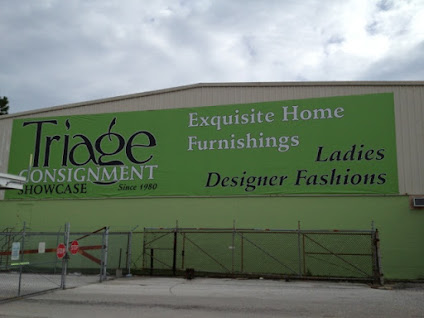 Triage
CONSIGNMENT
SHOWCASE
Since 1980
Exquisite Home
Furnishings
Ladies
Designer Fashions